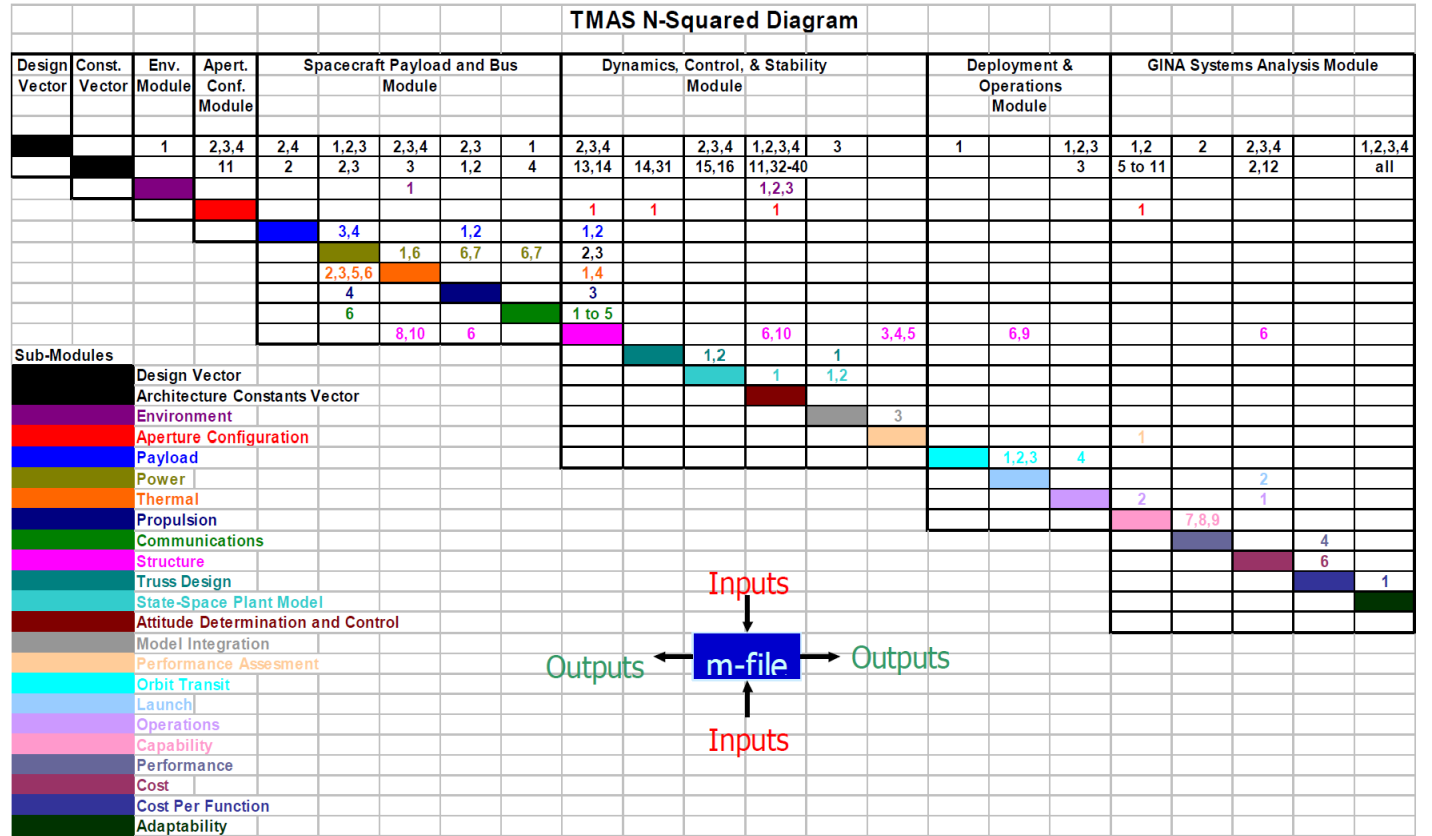 TMAS N-Squared Diagram
Design Const. Env. Apert. Spacecraft Payload and Bus Dynamics, Control, & Stability Deployment & GINA Systems Analysis Module
Vector Vector Module Conf. Module Module Operations
Module Module
1 2,3,4 2,4 1,2,3 2,3,4 2,3 1 2,3,4 2,3,4 1,2,3,4 3 1 1,2,3 1,2 2 2,3,4 1,2,3,4
11 2 2,3 3 1,2 4 13,14 14,31 15,16 11,32-40 3 5 to 11 2,12 all
1 1,2,3
1 1 1 1
3,4 1,2 1,2
1,6 6,7 6,7 2,3
2,3,5,6 1,4
4 3
6 1 to 5
8,10 6 6,10 3,4,5 6,9 6
Sub-Modules 1,2 1
Design Vector 1 1,2
Architecture Constants Vector
Environment 3
Aperture Configuration 1
Payload 1,2,3 4
Power 2
Thermal 2 1
Propulsion 7,8,9
Communications 4
Structure 6
Truss Design Inputs 1
State-Space Plant Model
Attitude Determination and Control
Model Integration
Performance Assesment Outputs m-file Outputs
Orbit Transit
Launch
Operations
Capability Inputs
Performance
Cost
Cost Per Function
Adaptability